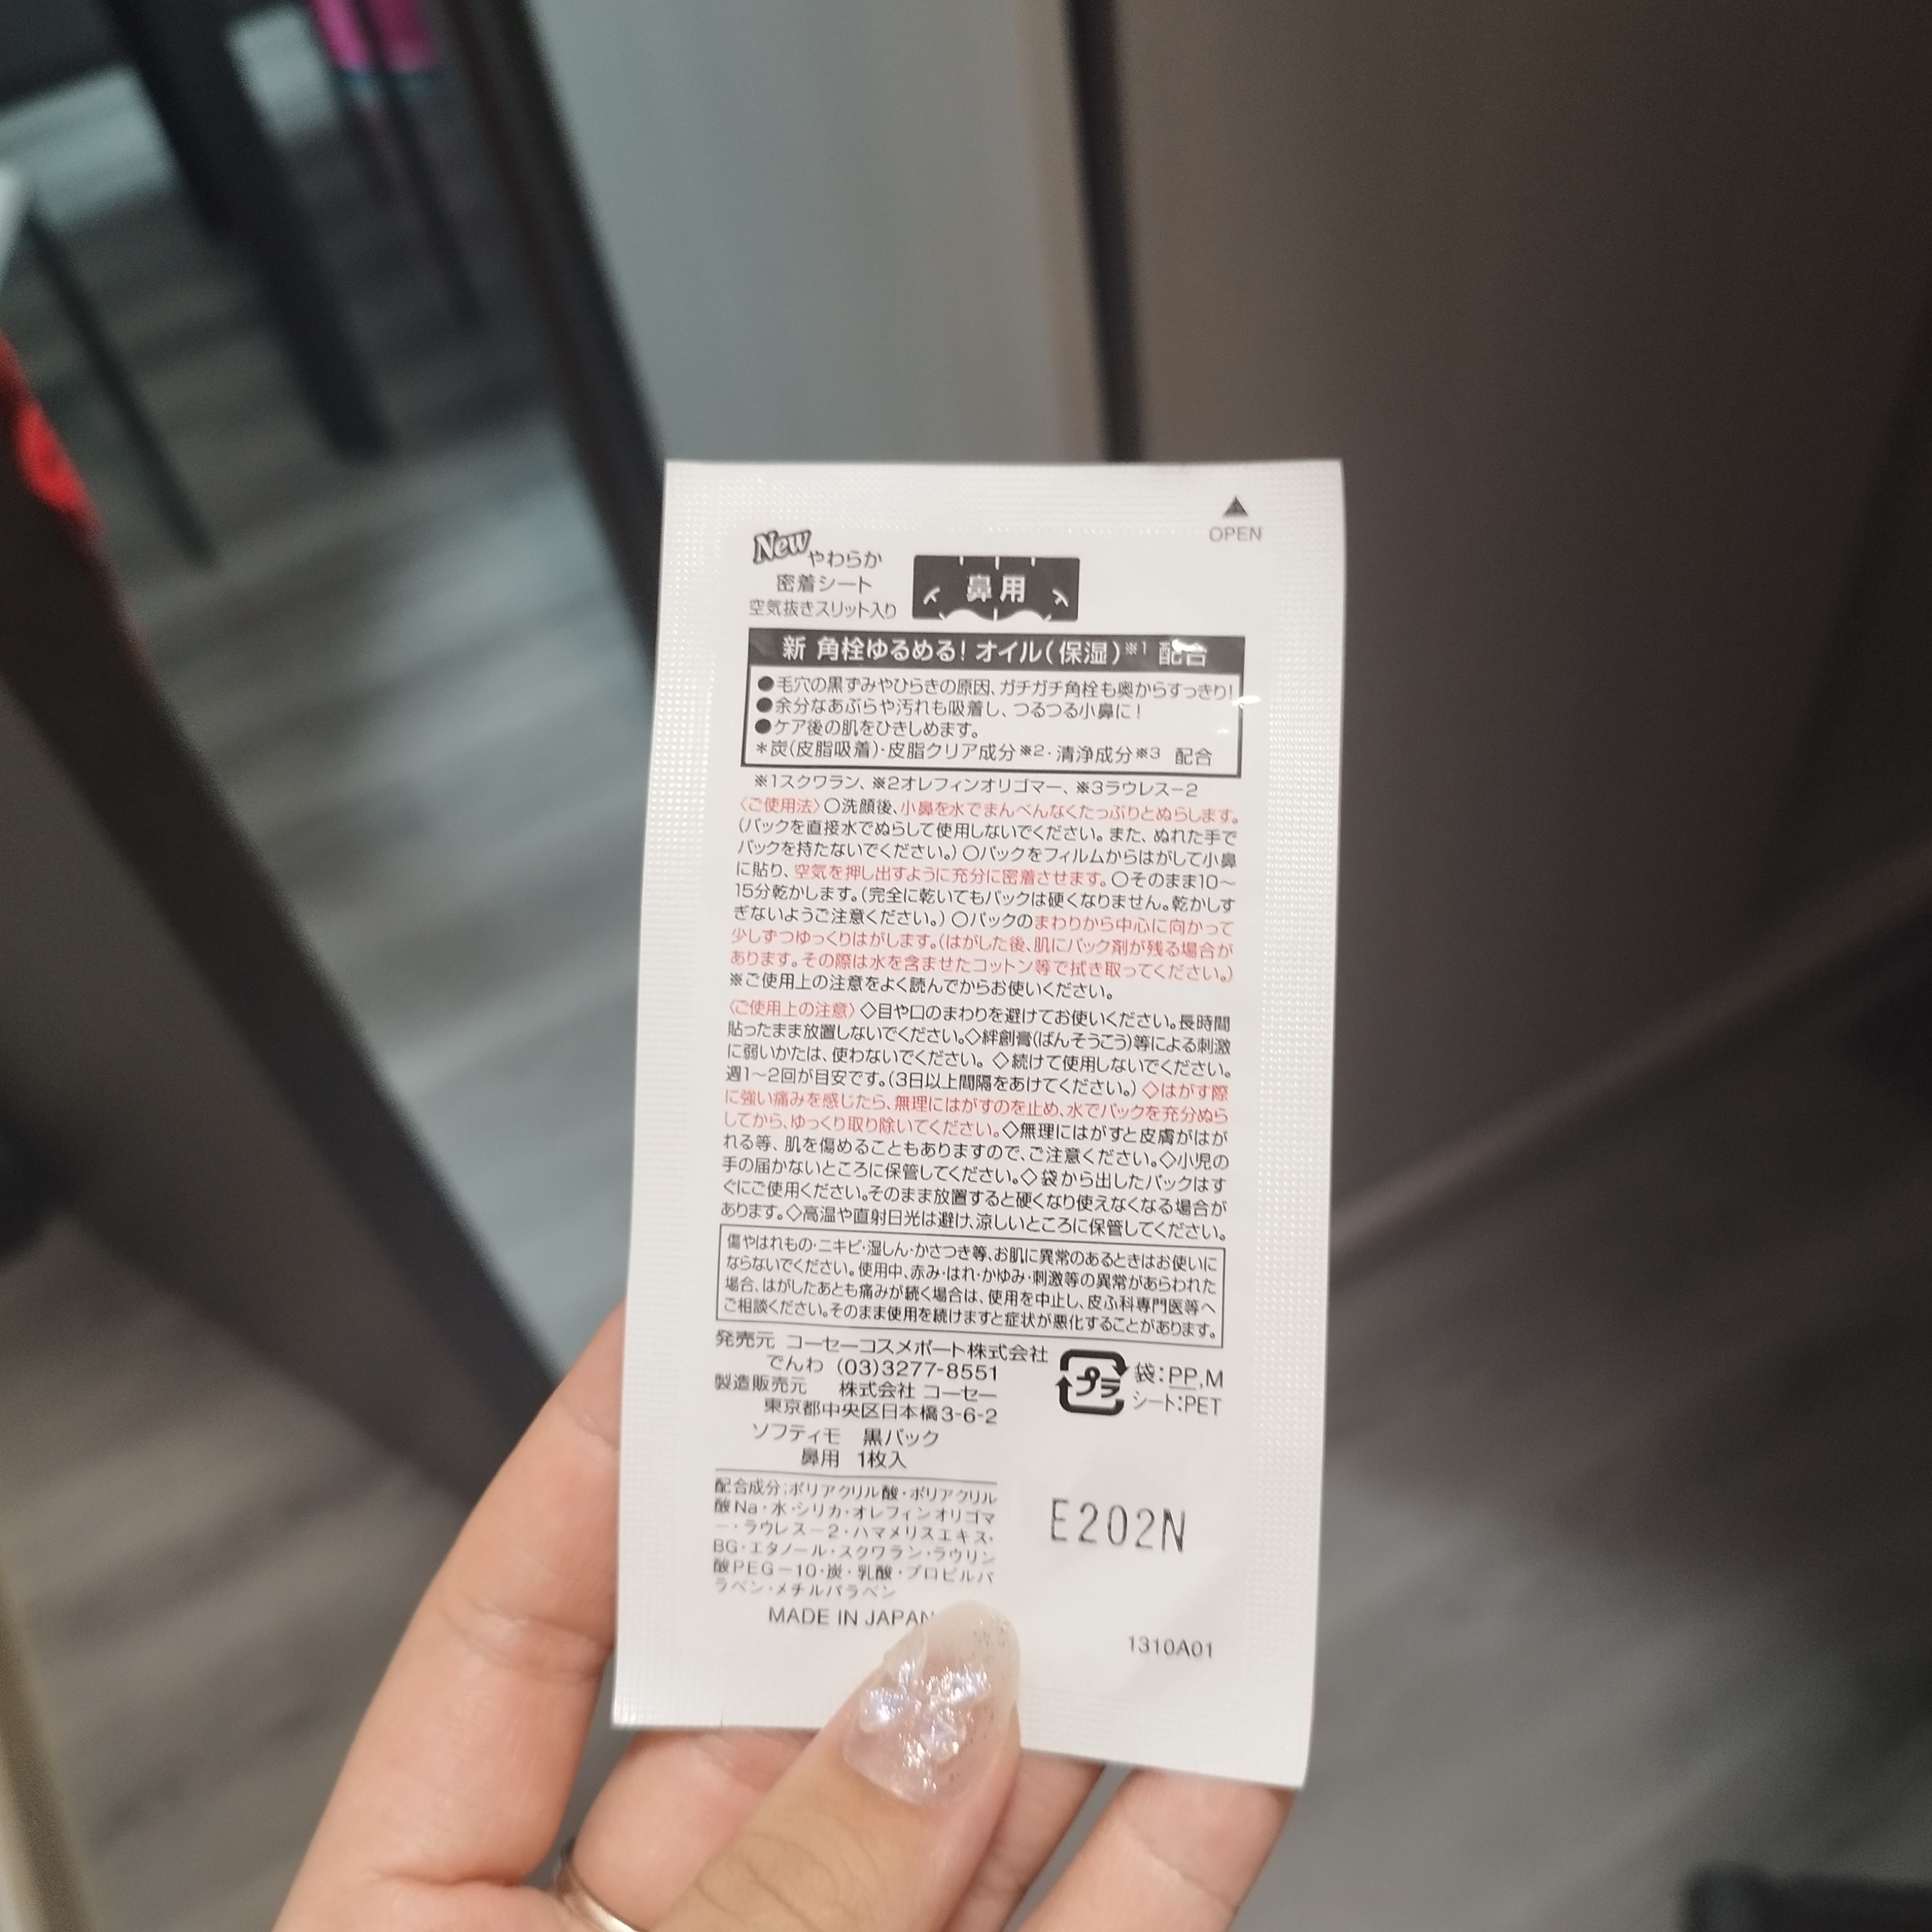 OPEN
New やわらか
密着シート
空気抜きスリット入り
鼻用
新 角栓ゆるめる！オイル（保湿）※1 配合
●毛穴の黒ずみやひらきの原因、ガチガチ角栓も奥からすっきり！
●余分なあぶらや汚れも吸着し、つるつる小鼻に！
●ケア後の肌をひきしめます。
＊炭（皮脂吸着）・皮脂クリア成分※2・清浄成分※3 配合
※1スクワラン、※2オレフィンオリゴマー、※3ラウレス－2
〈ご使用法〉○洗顔後、小鼻を水でまんべんなくたっぷりとぬらします。
（パックを直接水でぬらして使用しないでください。また、ぬれた手で
パックを持たないでください。）○パックをフィルムからはがして小鼻
に貼り、空気を押し出すように充分に密着させます。○そのまま10～
15分乾かします。（完全に乾いてもパックは硬くなりません。乾かしす
ぎないようご注意ください。）○パックのまわりから中心に向かって
少しずつゆっくりはがします。（はがした後、肌にパック剤が残る場合が
あります。その際は水を含ませたコットン等で拭き取ってください。）
※ご使用上の注意をよく読んでからお使いください。
〈ご使用上の注意〉◇目や口のまわりを避けてお使いください。長時間
貼ったまま放置しないでください。◇絆創膏（ばんそうこう）等による刺激
に弱いかたは、使わないでください。◇続けて使用しないでください。
週1～2回が目安です。（3日以上間隔をあけてください。）◇はがす際
に強い痛みを感じたら、無理にはがすのを止め、水でパックを充分ぬら
してから、ゆっくり取り除いてください。◇無理にはがすと皮膚がはが
れる等、肌を傷めることもありますので、ご注意ください。◇小児の
手の届かないところに保管してください。◇袋から出したパックはす
ぐにご使用ください。そのまま放置すると硬くなり使えなくなる場合が
あります。◇高温や直射日光は避け、涼しいところに保管してください。
傷やはれもの・ニキビ・湿しん・かさつき等、お肌に異常のあるときはお使いに
ならないでください。使用中、赤み・はれ・かゆみ・刺激等の異常があらわれた
場合、はがしたあとも痛みが続く場合は、使用を中止し、皮ふ科専門医等へ
ご相談ください。そのまま使用を続けますと症状が悪化することがあります。
発売元 コーセーコスメポート株式会社
でんわ (03)3277-8551
製造販売元 株式会社 コーセー
東京都中央区日本橋3-6-2
プラ
袋：PP,M
シート：PET
ソフティモ 黒パック
鼻用 1枚入
配合成分；ポリアクリル酸・ポリアクリル
酸Na・水・シリカ・オレフィンオリゴマ
ー・ラウレス－2・ハマメリスエキス・
BG・エタノール・スクワラン・ラウリン
酸PEG－10・炭・乳酸・プロピルパ
ラベン・メチルパラベン
E202N
MADE IN JAPAN
1310A01